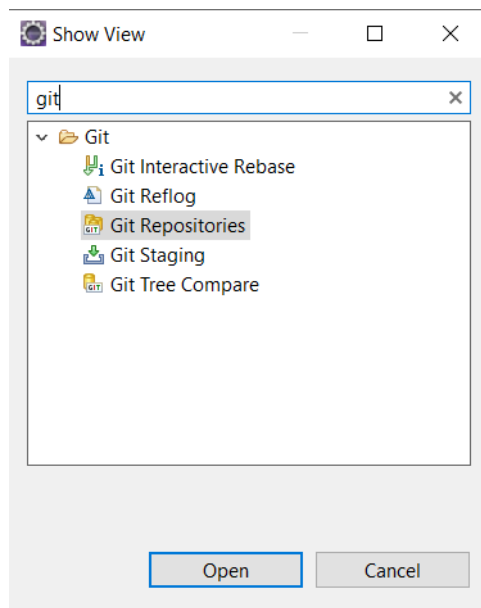 Show View
git
Git
Git Interactive Rebase
Git Reflog
Git Repositories
Git Staging
Git Tree Compare
Open Cancel